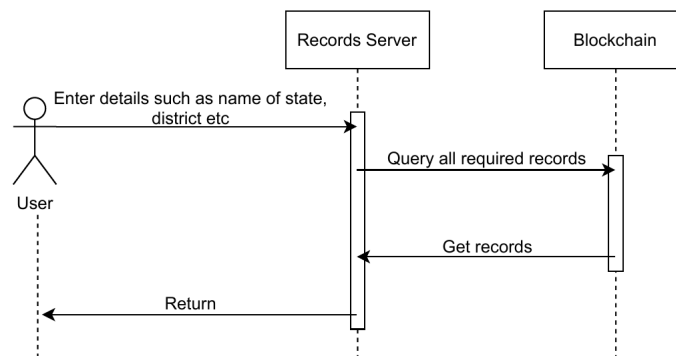 Records Server
Blockchain
Enter details such as name of state,
district etc
Query all required records
User
Get records
Return